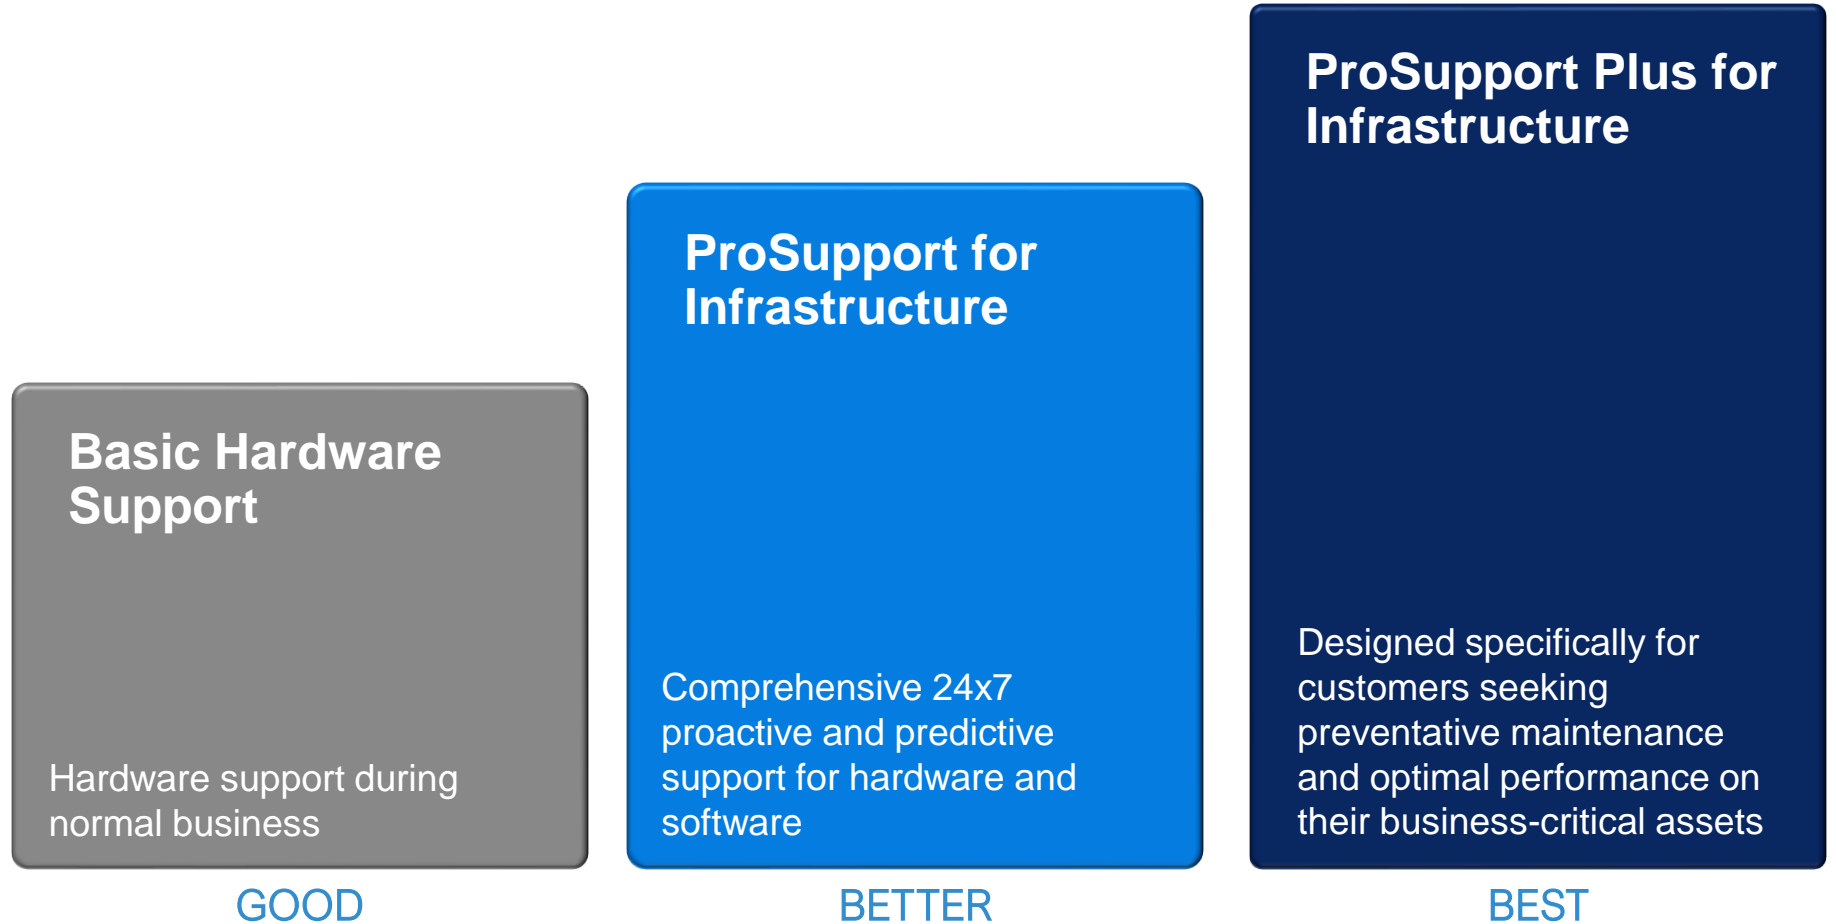 Basic Hardware
Support
Hardware support during
normal business
GOOD
ProSupport for
Infrastructure
Comprehensive 24x7
proactive and predictive
support for hardware and
software
BETTER
ProSupport Plus for
Infrastructure
Designed specifically for
customers seeking
preventative maintenance
and optimal performance on
their business-critical assets
BEST